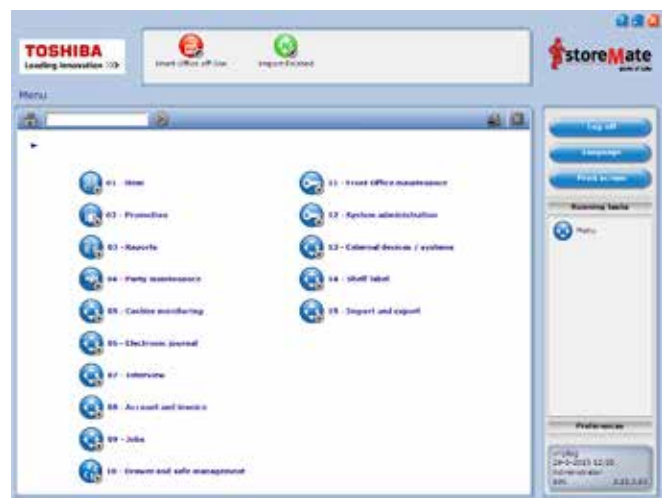 TOSHIBA
Leading Innovation >>>
Front Office off-line
Import finished
storeMate
Menu
Log off
Language
Print screen
Running tasks
Menu
01 - Item
02 - Promotion
03 - Reports
04 - Party maintenance
05 - Cashier monitoring
06 - Electronic journal
07 - Interview
08 - Account and invoice
09 - Jobs
10 - Drawer and safe management
11 - Front Office maintenance
12 - System administration
13 - External devices / systems
14 - Shelf label
15 - Import and export
Preferences
Administrator